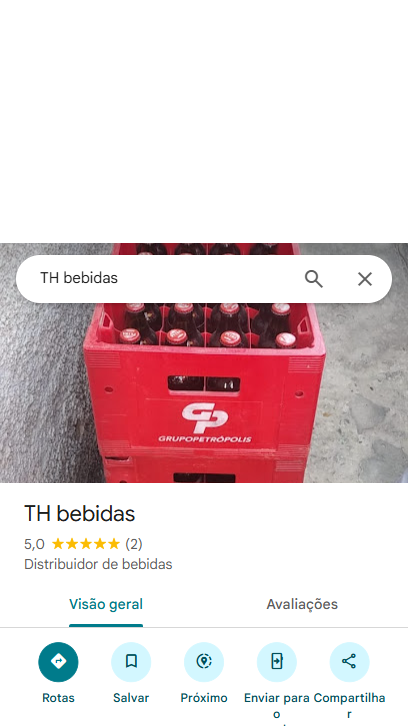 TH bebidas
GP
GRUPOPETRÓPOLIS
TH bebidas
5,0 ★★★★★ (2)
Distribuidor de bebidas
Visão geral
Avaliações
Rotas
Salvar
Próximo
Enviar para o
Compartilhar